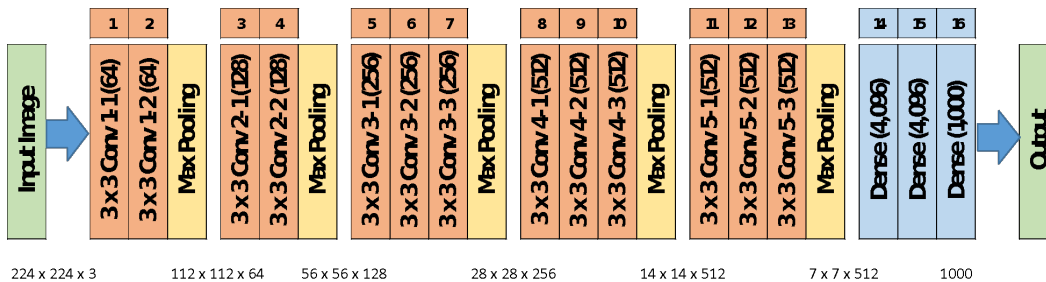 1 2 3 4 5 6 7 8 9 10 11 12 13 14 15 16
Input Image
3 x 3 Conv 1-1 (64)
3 x 3 Conv 1-2 (64)
Max Pooling
3 x 3 Conv 2-1 (128)
3 x 3 Conv 2-2 (128)
Max Pooling
3 x 3 Conv 3-1 (256)
3 x 3 Conv 3-2 (256)
3 x 3 Conv 3-3 (256)
Max Pooling
3 x 3 Conv 4-1 (512)
3 x 3 Conv 4-2 (512)
3 x 3 Conv 4-3 (512)
Max Pooling
3 x 3 Conv 5-1 (512)
3 x 3 Conv 5-2 (512)
3 x 3 Conv 5-3 (512)
Max Pooling
Dense (4,096)
Dense (4,096)
Dense (1,000)
Output
224 x 224 x 3 112 x 112 x 64 56 x 56 x 128 28 x 28 x 256 14 x 14 x 512 7 x 7 x 512 1000